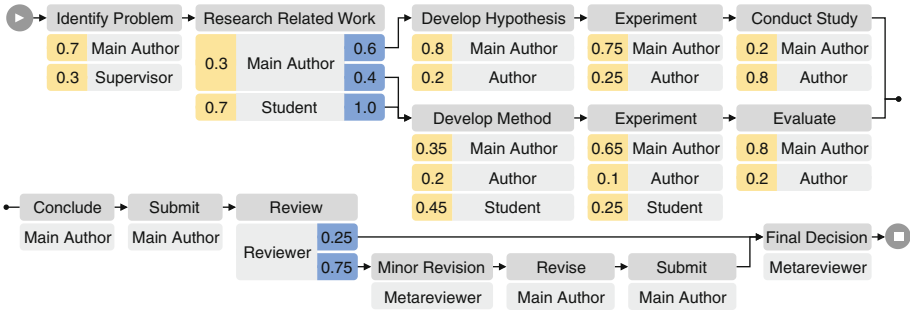 Identify Problem
0.7 Main Author
0.3 Supervisor
Research Related Work
0.3 Main Author 0.6
0.4
0.7 Student 1.0
Develop Hypothesis
0.8 Main Author
0.2 Author
Experiment
0.75 Main Author
0.25 Author
Conduct Study
0.2 Main Author
0.8 Author
Develop Method
0.35 Main Author
0.2 Author
0.45 Student
Experiment
0.65 Main Author
0.1 Author
0.25 Student
Evaluate
0.8 Main Author
0.2 Author
Conclude
Main Author
Submit
Main Author
Review
Reviewer 0.25
0.75
Minor Revision
Metareviewer
Revise
Main Author
Submit
Main Author
Final Decision
Metareviewer